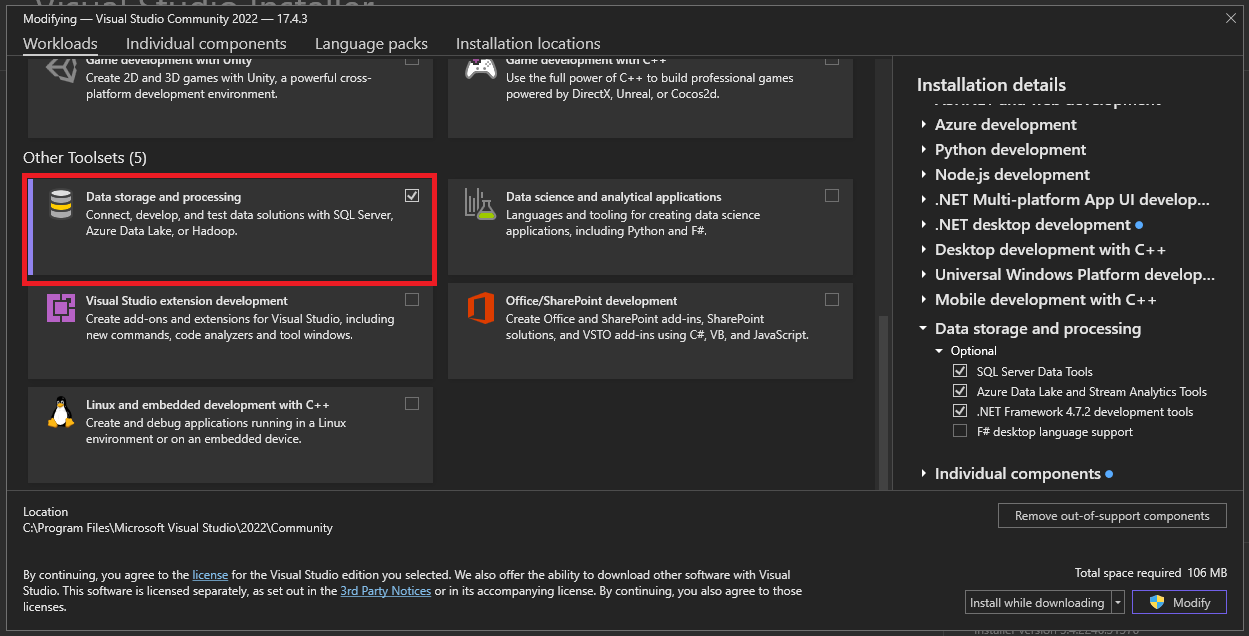 Visual Studio Installer
Modifying — Visual Studio Community 2022 — 17.4.3
Workloads
Individual components
Language packs
Installation locations
Game development with Unity
Create 2D and 3D games with Unity, a powerful cross-
platform development environment.
Game development with C++
Use the full power of C++ to build professional games
powered by DirectX, Unreal, or Cocos2d.
Other Toolsets (5)
Data storage and processing
Connect, develop, and test data solutions with SQL Server,
Azure Data Lake, or Hadoop.
Data science and analytical applications
Languages and tooling for creating data science
applications, including Python and F#.
Visual Studio extension development
Create add-ons and extensions for Visual Studio, including
new commands, code analyzers and tool windows.
Office/SharePoint development
Create Office and SharePoint add-ins, SharePoint
solutions, and VSTO add-ins using C#, VB, and JavaScript.
Linux and embedded development with C++
Create and debug applications running in a Linux
environment or on an embedded device.
Installation details
ASP.NET and web development
Azure development
Python development
Node.js development
.NET Multi-platform App UI develop...
.NET desktop development
Desktop development with C++
Universal Windows Platform develop...
Mobile development with C++
Data storage and processing
Optional
SQL Server Data Tools
Azure Data Lake and Stream Analytics Tools
.NET Framework 4.7.2 development tools
F# desktop language support
Individual components
Location
C:\Program Files\Microsoft Visual Studio\2022\Community
Remove out-of-support components
By continuing, you agree to the license for the Visual Studio edition you selected. We also offer the ability to download other software with Visual
Studio. This software is licensed separately, as set out in the 3rd Party Notices or in its accompanying license. By continuing, you also agree to those
licenses.
Total space required 106 MB
Install while downloading
Modify